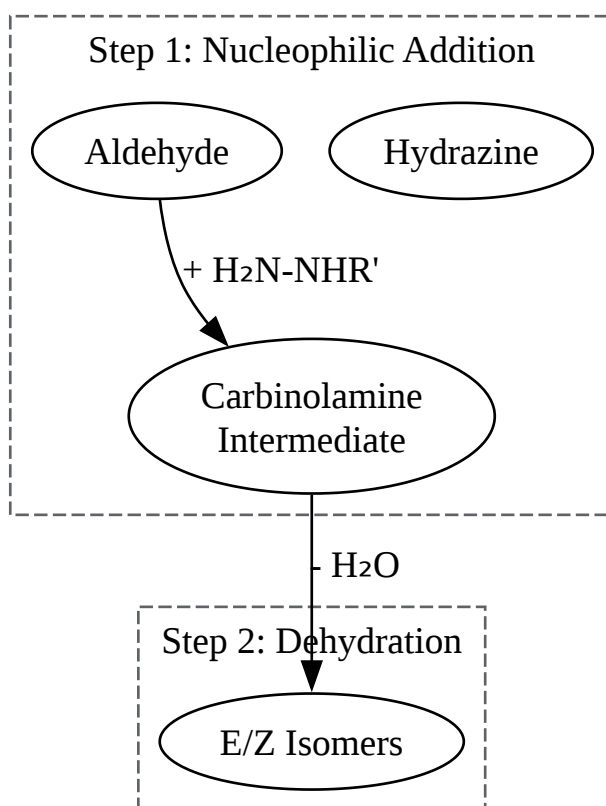 Step 1: Nucleophilic Addition
Aldehyde
Hydrazine
+ H₂N-NHR'
Carbinolamine
Intermediate
- H₂O
Step 2: Dehydration
E/Z Isomers